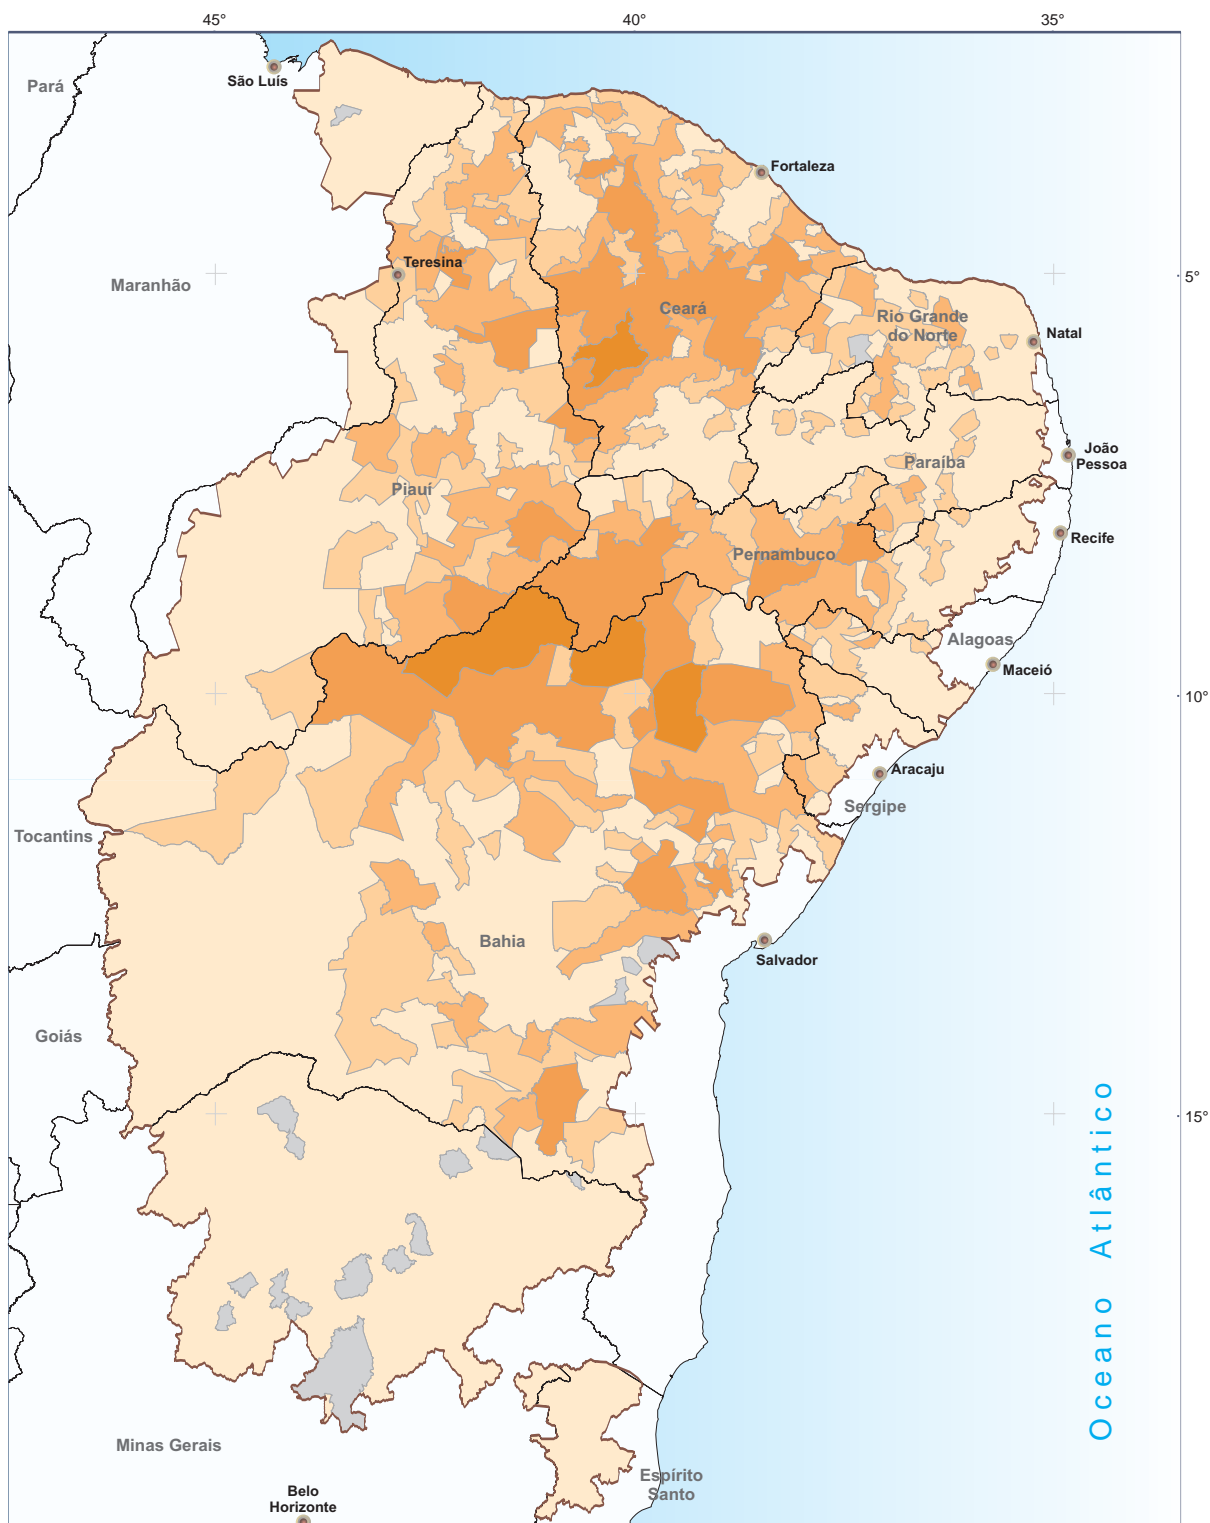 45°
40°
35°
Pará
São Luís
Fortaleza
Teresina
5°
Maranhão
Ceará
Rio Grande
do Norte
Natal
João
Pessoa
Paraíba
Piauí
Recife
Pernambuco
Alagoas
Maceió
10°
Aracaju
Sergipe
Tocantins
Bahia
Salvador
Goiás
15°
Oceano Atlântico
Minas Gerais
Espírito
Santo
Belo
Horizonte